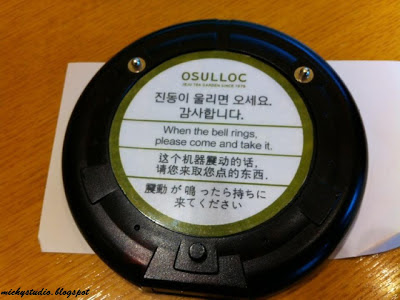 OSULLOC
진동이 울리면 오세요.
감사합니다.
When the bell rings,
please come and take it.
这个机器震动的话,
请您来取您点的东西.
震動 が 鳴 ったら持ちに
来てください
mickystudio.blogspot